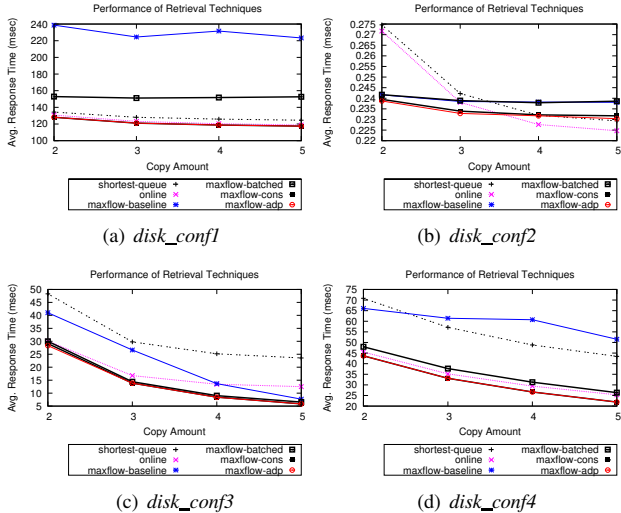 Performance of Retrieval Techniques
Avg. Response Time (msec)
240
220
200
180
160
140
120
100
2 3 4 5
Copy Amount
shortest-queue maxflow-batched
online maxflow-cons
maxflow-baseline maxflow-adp
(a) disk_conf1
Performance of Retrieval Techniques
Avg. Response Time (msec)
0.275
0.27
0.265
0.26
0.255
0.25
0.245
0.24
0.235
0.23
0.225
0.22
2 3 4 5
Copy Amount
shortest-queue maxflow-batched
online maxflow-cons
maxflow-baseline maxflow-adp
(b) disk_conf2
Performance of Retrieval Techniques
Avg. Response Time (msec)
50
45
40
35
30
25
20
15
10
5
2 3 4 5
Copy Amount
shortest-queue maxflow-batched
online maxflow-cons
maxflow-baseline maxflow-adp
(c) disk_conf3
Performance of Retrieval Techniques
Avg. Response Time (msec)
75
70
65
60
55
50
45
40
35
30
25
20
2 3 4 5
Copy Amount
shortest-queue maxflow-batched
online maxflow-cons
maxflow-baseline maxflow-adp
(d) disk_conf4